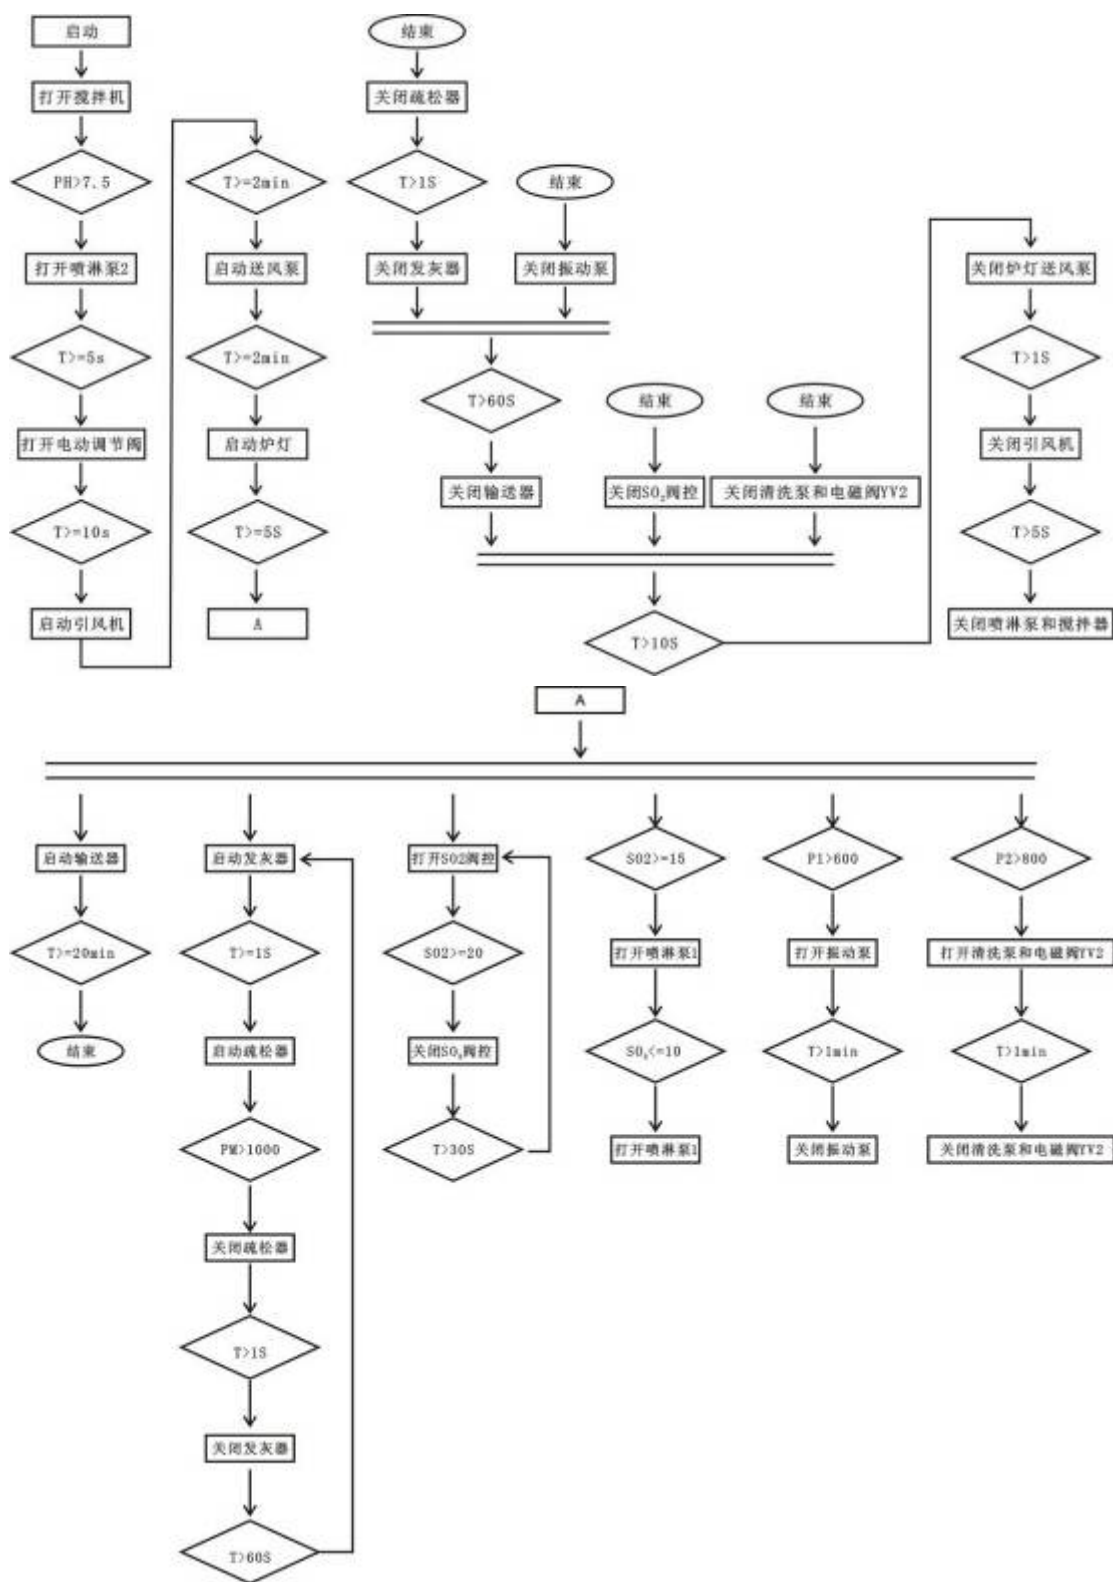 启动
打开搅拌机
PH>7.5
打开喷淋泵2
T>=5s
打开电动调节阀
T>=10s
启动引风机
T>=2min
启动送风泵
T>=2min
启动炉灯
T>=5S
A
结束
关闭疏松器
T>1S
关闭发灰器
结束
关闭振动泵
T>60S
关闭输送器
结束
关闭SO₂阀控
结束
关闭清洗泵和电磁阀YV2
T>10S
关闭炉灯送风泵
T>1S
关闭引风机
T>5S
关闭喷淋泵和搅拌器
A
启动输送器
T>=20min
结束
启动发灰器
T>=1S
启动疏松器
PM>1000
关闭疏松器
T>1S
关闭发灰器
T>60S
打开SO2阀控
SO2>=20
关闭SO₂阀控
T>30S
SO2>=15
打开喷淋泵1
SO₂<=10
打开喷淋泵1
P1>600
打开振动泵
T>1min
关闭振动泵
P2>800
打开清洗泵和电磁阀YV2
T>1min
关闭清洗泵和电磁阀YV2